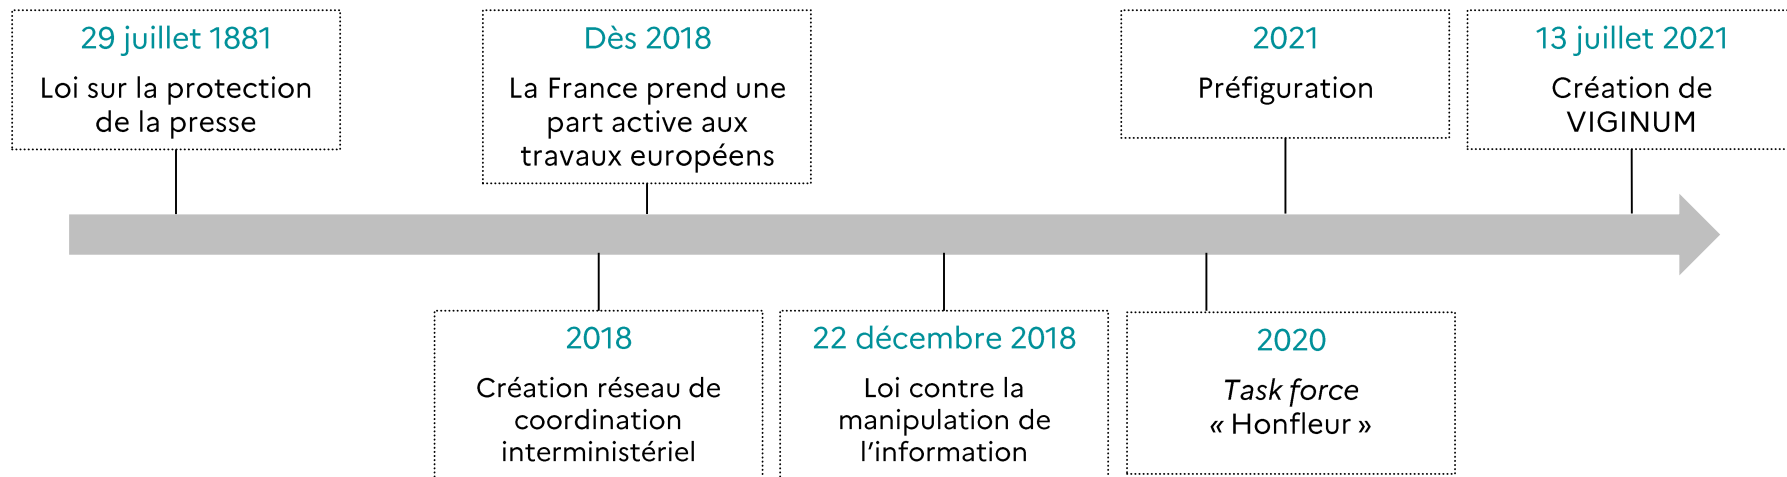 29 juillet 1881
Loi sur la protection
de la presse
Dès 2018
La France prend une
part active aux
travaux européens
2021
Préfiguration
13 juillet 2021
Création de
VIGINUM
2018
Création réseau de
coordination
interministériel
22 décembre 2018
Loi contre la
manipulation de
l'information
2020
Task force
« Honfleur »